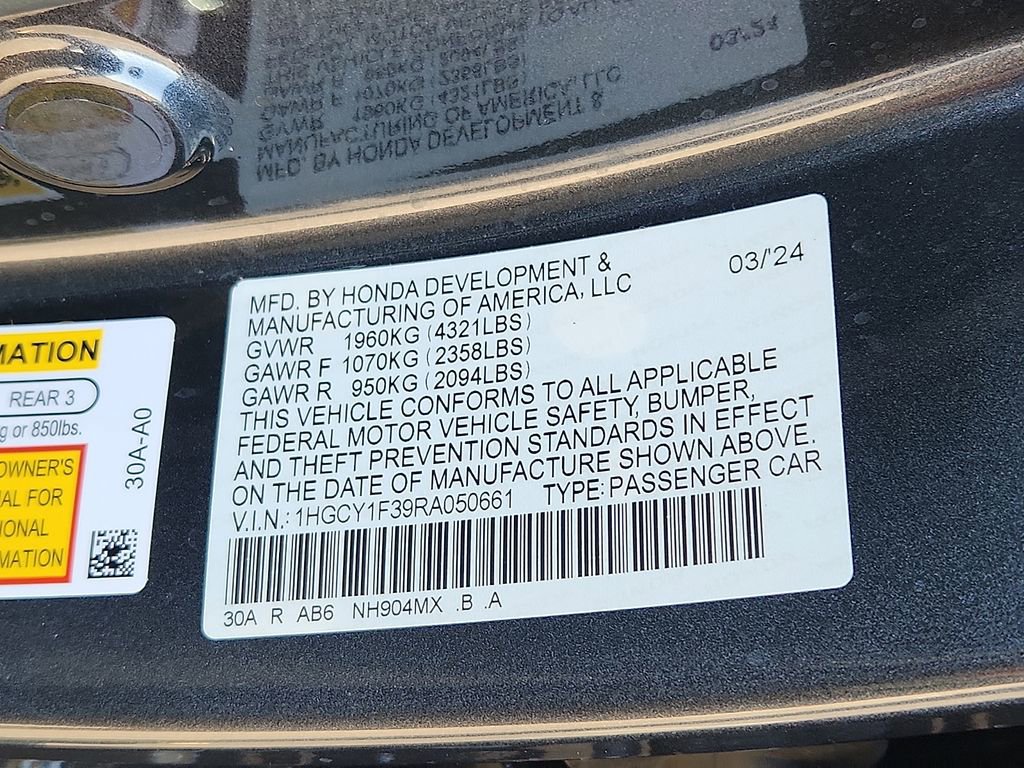 MFD. BY HONDA DEVELOPMENT &
MANUFACTURING OF AMERICA, LLC
03/'24
GVWR 1960KG (4321LBS)
GAWR F 1070KG (2358LBS)
GAWR R 950KG (2094LBS)
THIS VEHICLE CONFORMS TO ALL APPLICABLE
FEDERAL MOTOR VEHICLE SAFETY, BUMPER,
AND THEFT PREVENTION STANDARDS IN EFFECT
ON THE DATE OF MANUFACTURE SHOWN ABOVE.
V.I.N.: 1HGCY1F39RA050661 TYPE: PASSENGER CAR
30A R AB6 NH904MX .B .A
MATION
REAR 3
g or 850lbs.
OWNER'S
AL FOR
IONAL
MATION
30A-A0